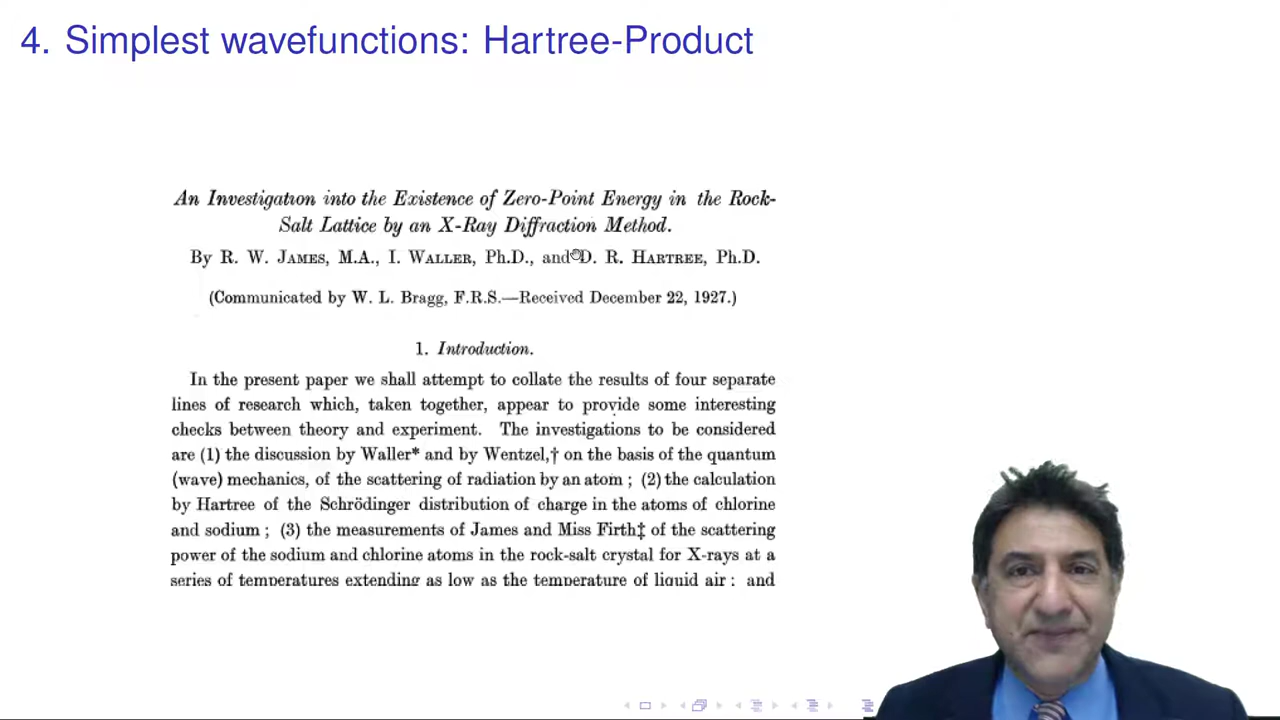 4. Simplest wavefunctions: Hartree-Product
An Investigation into the Existence of Zero-Point Energy in the Rock-
Salt Lattice by an X-Ray Diffraction Method.
By R. W. James, M.A., I. Waller, Ph.D., and D. R. Hartree, Ph.D.
(Communicated by W. L. Bragg, F.R.S.—Received December 22, 1927.)
1. Introduction.
In the present paper we shall attempt to collate the results of four separate
lines of research which, taken together, appear to provide some interesting
checks between theory and experiment. The investigations to be considered
are (1) the discussion by Waller* and by Wentzel,† on the basis of the quantum
(wave) mechanics, of the scattering of radiation by an atom ; (2) the calculation
by Hartree of the Schrödinger distribution of charge in the atoms of chlorine
and sodium ; (3) the measurements of James and Miss Firth‡ of the scattering
power of the sodium and chlorine atoms in the rock-salt crystal for X-rays at a
series of temperatures extending as low as the temperature of liquid air ; and